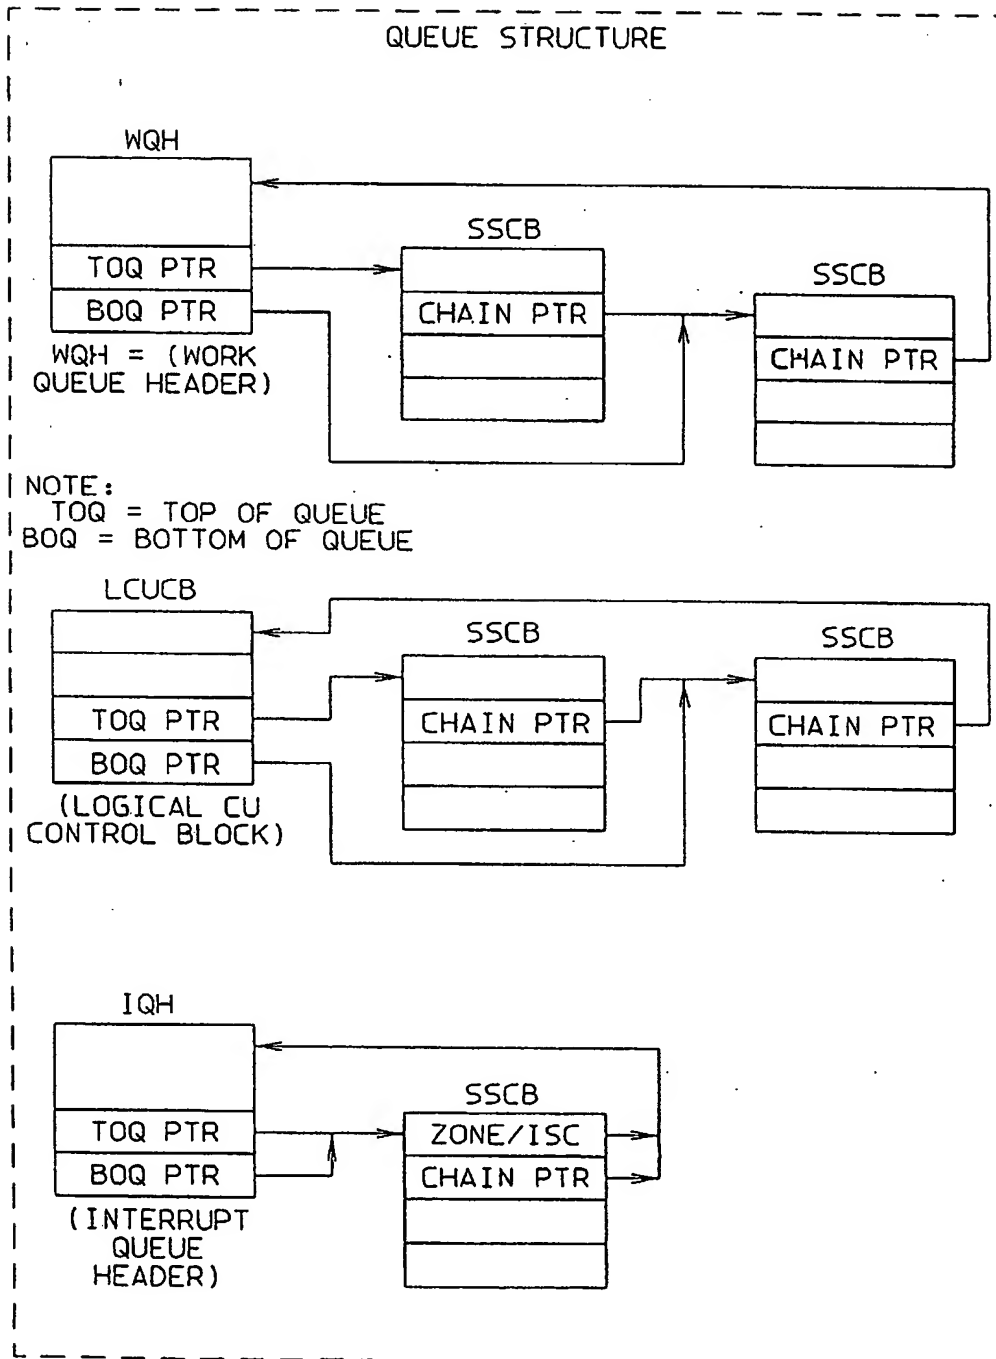 QUEUE STRUCTURE
WQH
TOQ PTR
BOQ PTR
WQH = (WORK
QUEUE HEADER)
SSCB
CHAIN PTR
SSCB
CHAIN PTR
NOTE:
TOQ = TOP OF QUEUE
BOQ = BOTTOM OF QUEUE
LCUCB
TOQ PTR
BOQ PTR
(LOGICAL CU
CONTROL BLOCK)
SSCB
CHAIN PTR
SSCB
CHAIN PTR
IQH
TOQ PTR
BOQ PTR
(INTERRUPT
QUEUE
HEADER)
SSCB
ZONE/ISC
CHAIN PTR